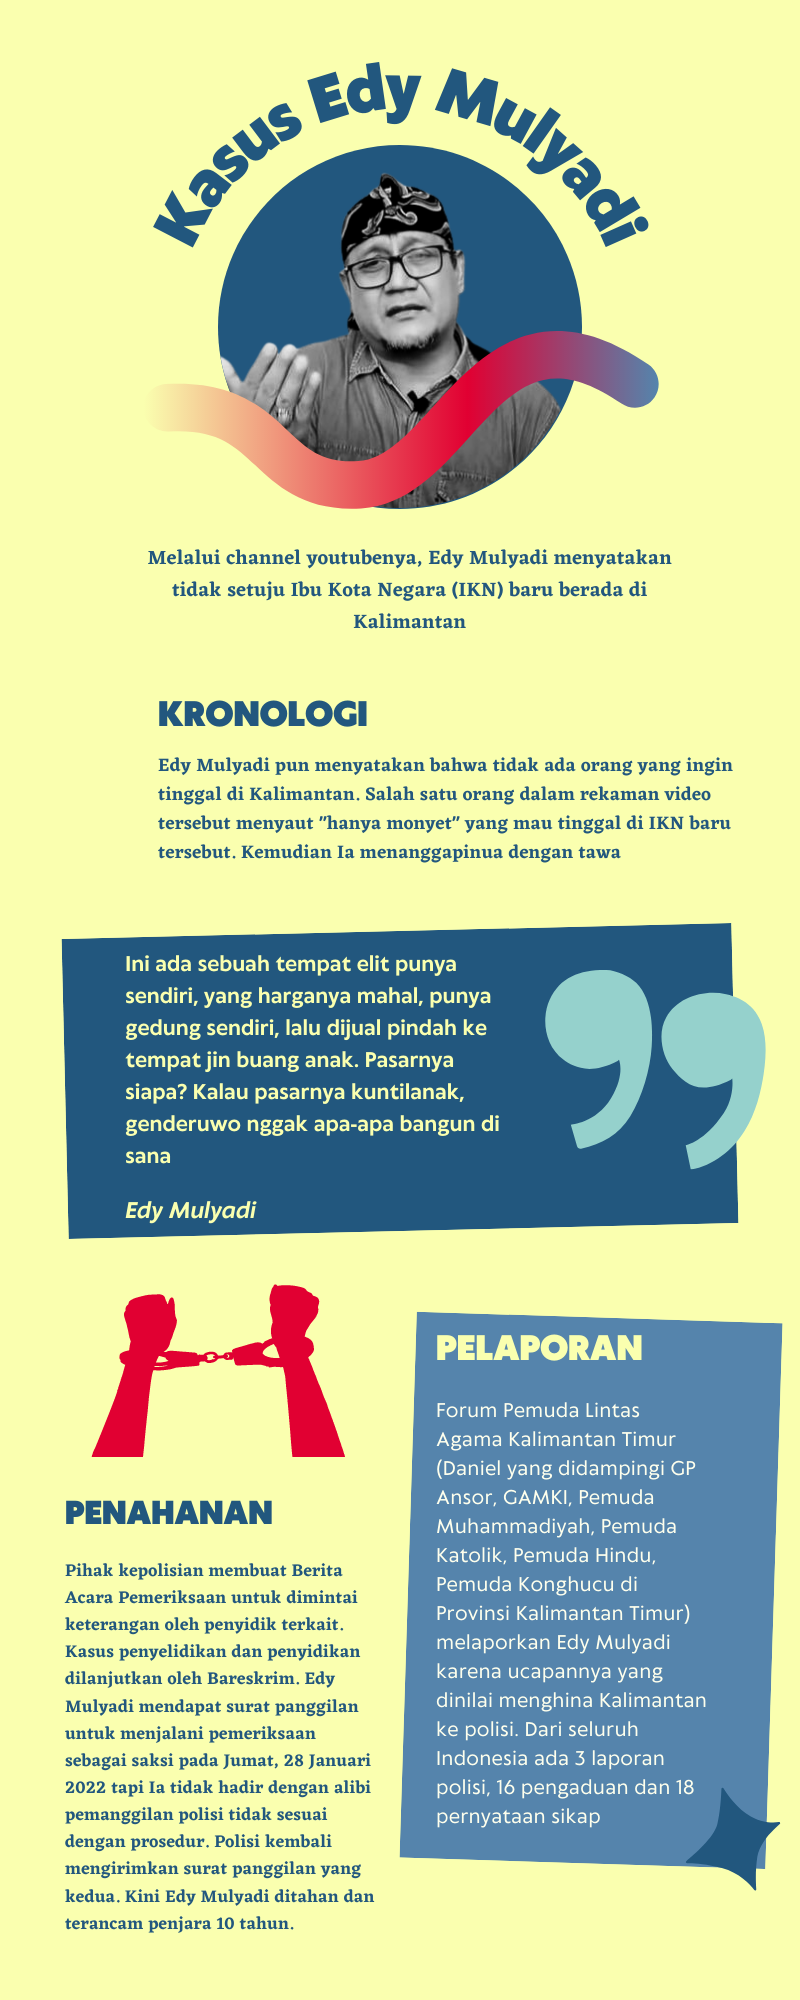 Kasus Edy Mulyadi
Melalui channel youtubenya, Edy Mulyadi menyatakan
tidak setuju Ibu Kota Negara (IKN) baru berada di
Kalimantan
KRONOLOGI
Edy Mulyadi pun menyatakan bahwa tidak ada orang yang ingin
tinggal di Kalimantan. Salah satu orang dalam rekaman video
tersebut menyaut "hanya monyet" yang mau tinggal di IKN baru
tersebut. Kemudian Ia menanggapinua dengan tawa
Ini ada sebuah tempat elit punya
sendiri, yang harganya mahal, punya
gedung sendiri, lalu dijual pindah ke
tempat jin buang anak. Pasarnya
siapa? Kalau pasarnya kuntilanak,
genderuwo nggak apa-apa bangun di
sana
Edy Mulyadi
PENAHANAN
Pihak kepolisian membuat Berita
Acara Pemeriksaan untuk dimintai
keterangan oleh penyidik terkait.
Kasus penyelidikan dan penyidikan
dilanjutkan oleh Bareskrim. Edy
Mulyadi mendapat surat panggilan
untuk menjalani pemeriksaan
sebagai saksi pada Jumat, 28 Januari
2022 tapi Ia tidak hadir dengan alibi
pemanggilan polisi tidak sesuai
dengan prosedur. Polisi kembali
mengirimkan surat panggilan yang
kedua. Kini Edy Mulyadi ditahan dan
terancam penjara 10 tahun.
PELAPORAN
Forum Pemuda Lintas
Agama Kalimantan Timur
(Daniel yang didampingi GP
Ansor, GAMKI, Pemuda
Muhammadiyah, Pemuda
Katolik, Pemuda Hindu,
Pemuda Konghucu di
Provinsi Kalimantan Timur)
melaporkan Edy Mulyadi
karena ucapannya yang
dinilai menghina Kalimantan
ke polisi. Dari seluruh
Indonesia ada 3 laporan
polisi, 16 pengaduan dan 18
pernyataan sikap